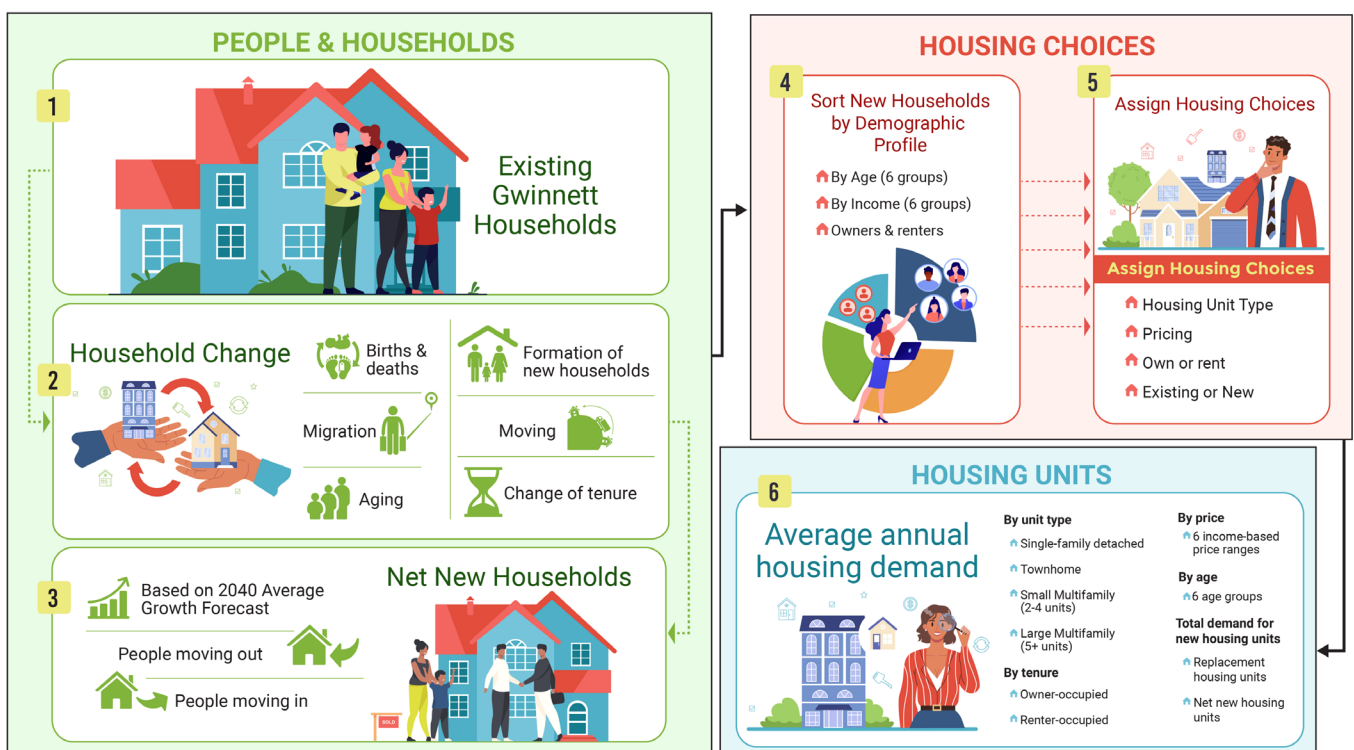 PEOPLE & HOUSEHOLDS
1
Existing
Gwinnett
Households
2
Household Change
Births &
deaths
Migration
Aging
Formation of
new households
Moving
Change of tenure
3
Based on 2040 Average
Growth Forecast
People moving out
People moving in
Net New Households
SOLD
HOUSING CHOICES
4
Sort New Households
by Demographic
Profile
By Age (6 groups)
By Income (6 groups)
Owners & renters
5
Assign Housing Choices
Assign Housing Choices
Housing Unit Type
Pricing
Own or rent
Existing or New
HOUSING UNITS
6
Average annual
housing demand
By unit type
Single-family detached
Townhome
Small Multifamily
(2-4 units)
Large Multifamily
(5+ units)
By tenure
Owner-occupied
Renter-occupied
By price
6 income-based
price ranges
By age
6 age groups
Total demand for
new housing units
Replacement
housing units
Net new housing
units